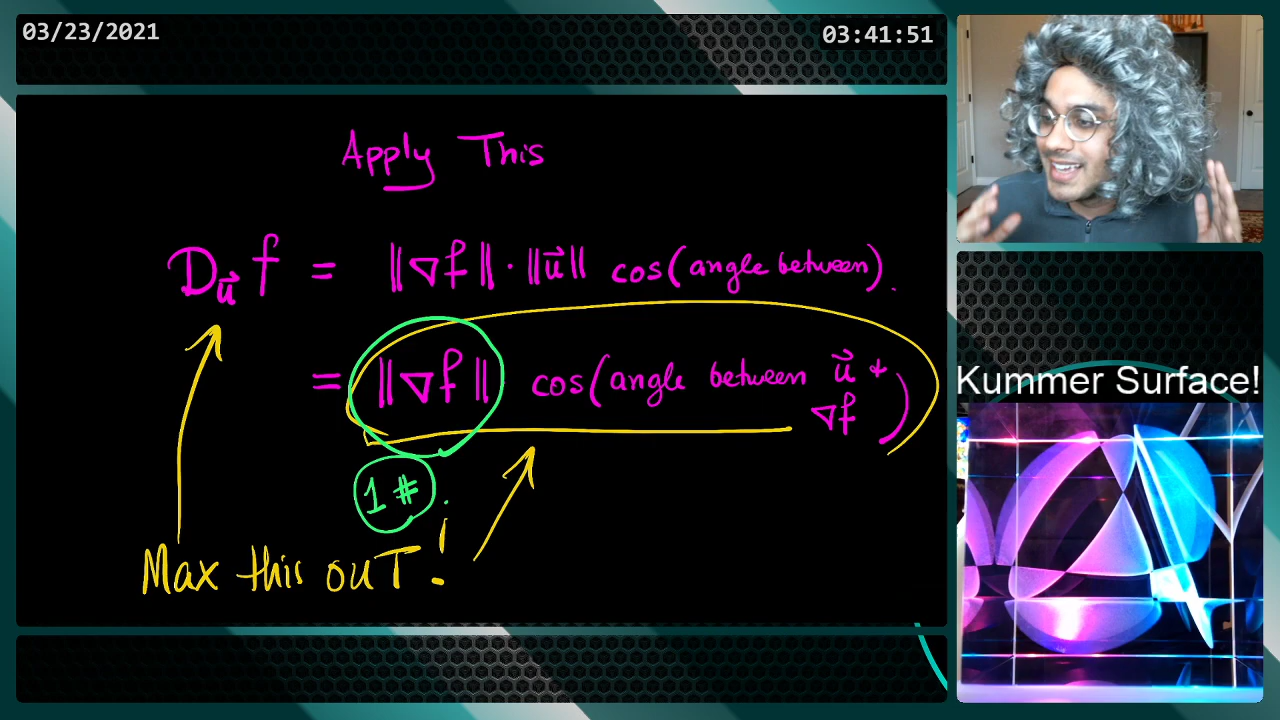 03/23/2021
03:41:51
Apply This
D_u⃗ f = ‖∇f‖ · ‖u⃗‖ cos(angle between).
= ‖∇f‖ cos(angle between u⃗ &
∇f)
1 #.
Max this ouT!
Kummer Surface!